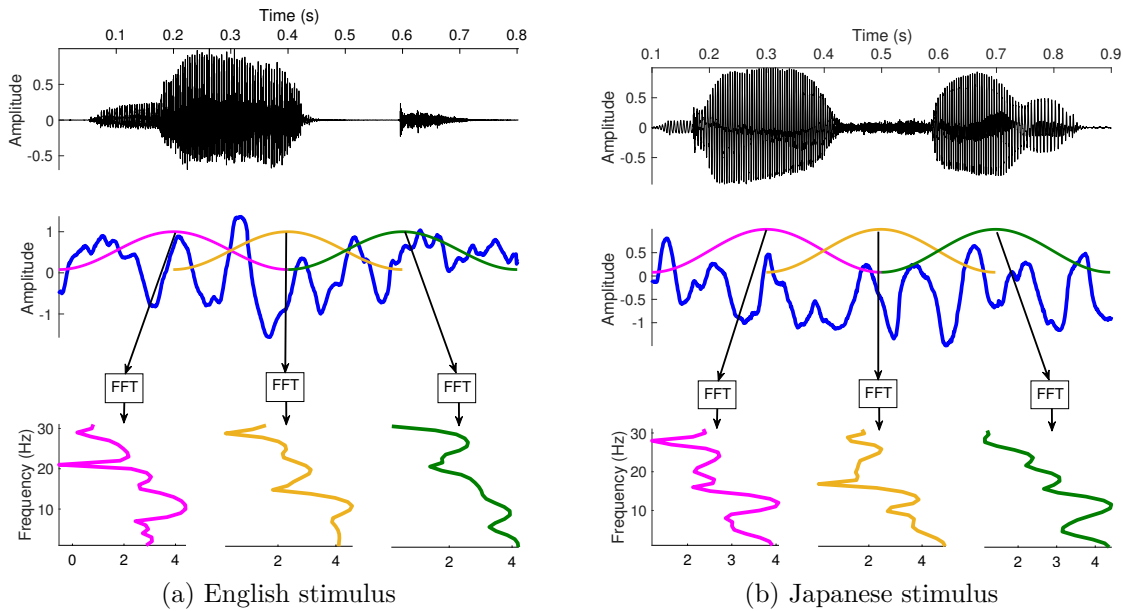 Time (s)
0.1 0.2 0.3 0.4 0.5 0.6 0.7 0.8
Amplitude
0.5
0
-0.5
Amplitude
1
0
-1
FFT FFT FFT
Frequency (Hz)
30
20
10
0 2 4
2 4
(a) English stimulus
Time (s)
0.1 0.2 0.3 0.4 0.5 0.6 0.7 0.8 0.9
Amplitude
0.5
0
-0.5
Amplitude
0.5
0
-0.5
-1
FFT FFT FFT
Frequency (Hz)
30
20
10
2 3 4
2 4
2 3 4
(b) Japanese stimulus